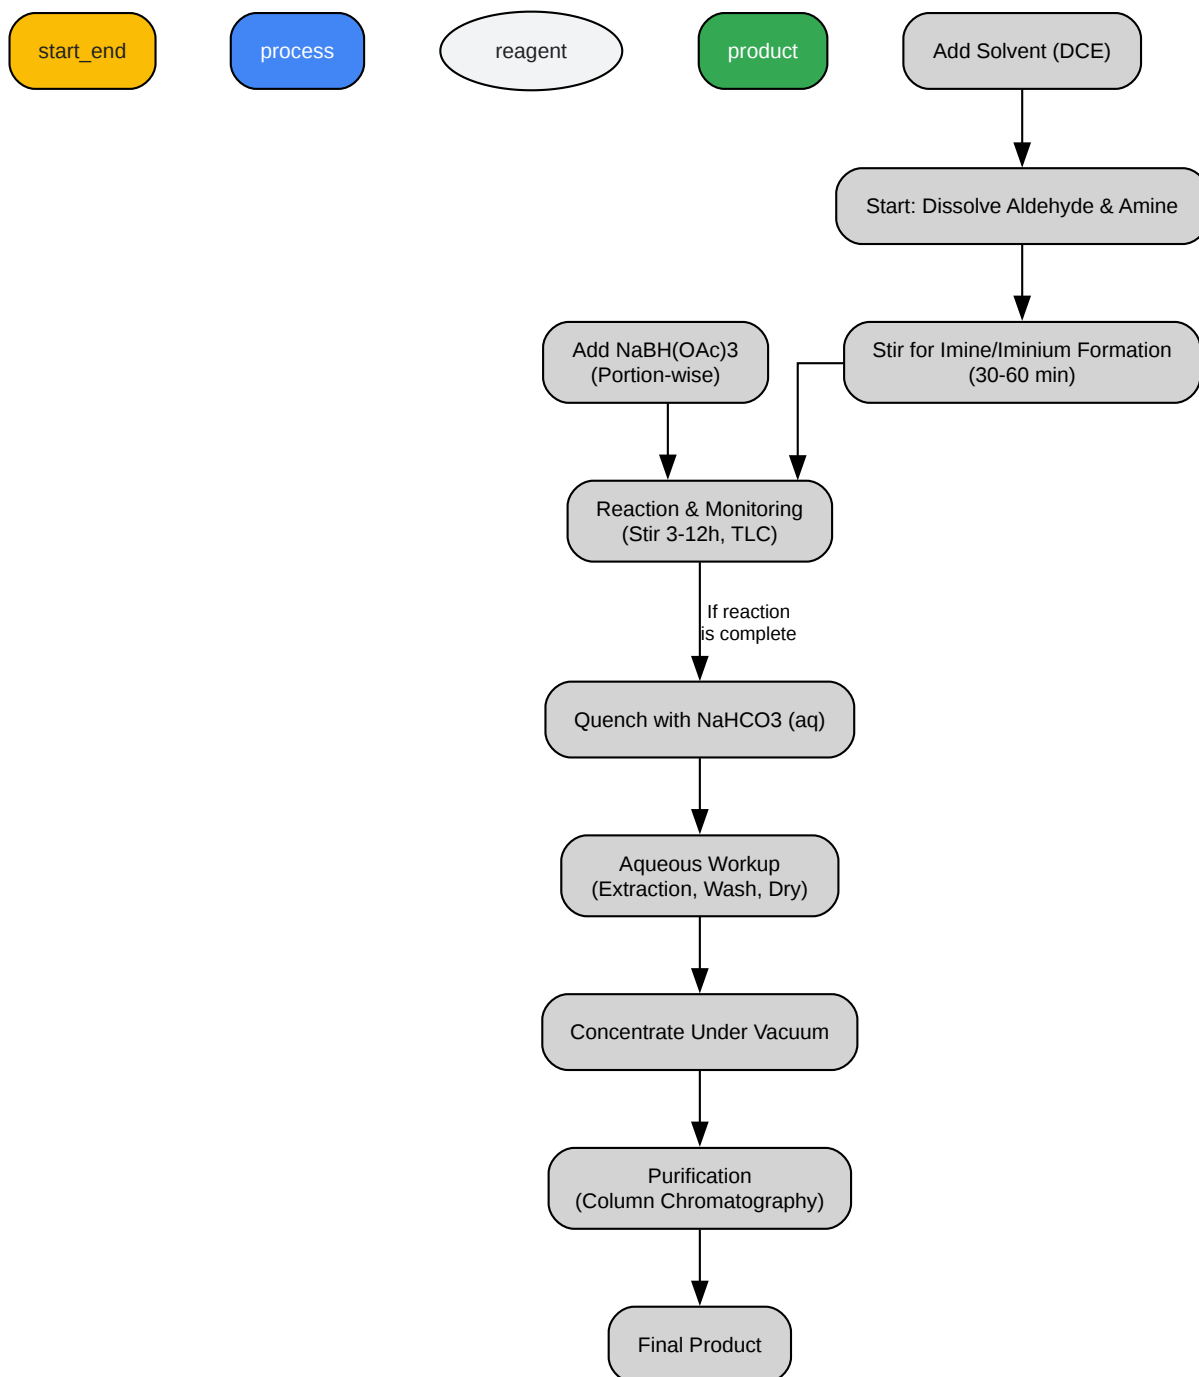 start_end
process
reagent
product
Add Solvent (DCE)
Start: Dissolve Aldehyde & Amine
Add NaBH(OAc)3
(Portion-wise)
Stir for Imine/Iminium Formation
(30-60 min)
Reaction & Monitoring
(Stir 3-12h, TLC)
If reaction
is complete
Quench with NaHCO3 (aq)
Aqueous Workup
(Extraction, Wash, Dry)
Concentrate Under Vacuum
Purification
(Column Chromatography)
Final Product